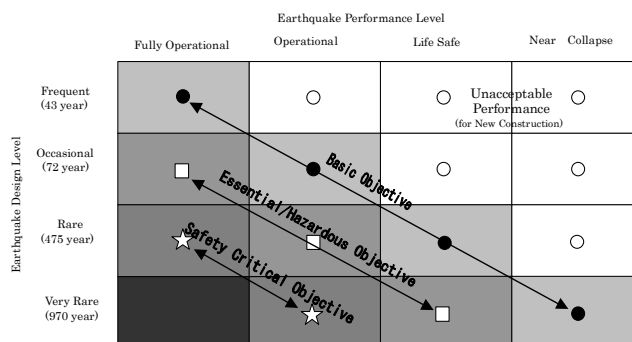 Earthquake Performance Level
Fully Operational
Operational
Life Safe
Near Collapse
Earthquake Design Level
Frequent
(43 year)
Unacceptable
Performance
(for New Construction)
Occasional
(72 year)
Basic Objective
Essential/Hazardous Objective
Rare
(475 year)
Safety Critical Objective
Very Rare
(970 year)